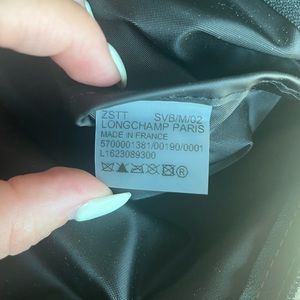 ZSTT SVB/M/02
LONGCHAMP PARIS
MADE IN FRANCE
5700001381/00190/0001
L1623089300